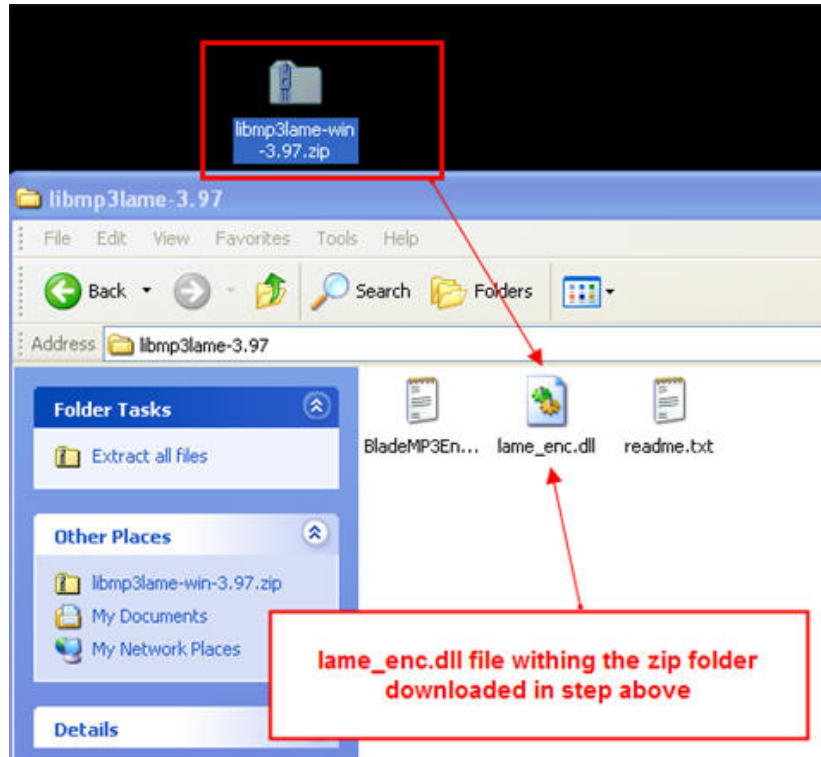 libmp3lame-win
-3.97.zip
libmp3lame-3.97
File Edit View Favorites Tools Help
Back Search Folders
Address libmp3lame-3.97
Folder Tasks
Extract all files
BladeMP3En... lame_enc.dll readme.txt
Other Places
libmp3lame-win-3.97.zip
My Documents
My Network Places
lame_enc.dll file withing the zip folder
downloaded in step above
Details